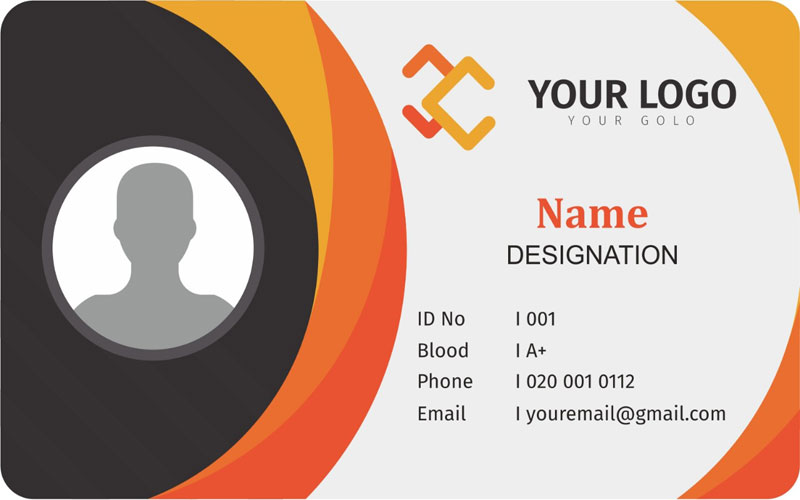 YOUR LOGO
YOUR GOLO
Name
DESIGNATION
ID No I 001
Blood I A+
Phone I 020 001 0112
Email I youremail@gmail.com